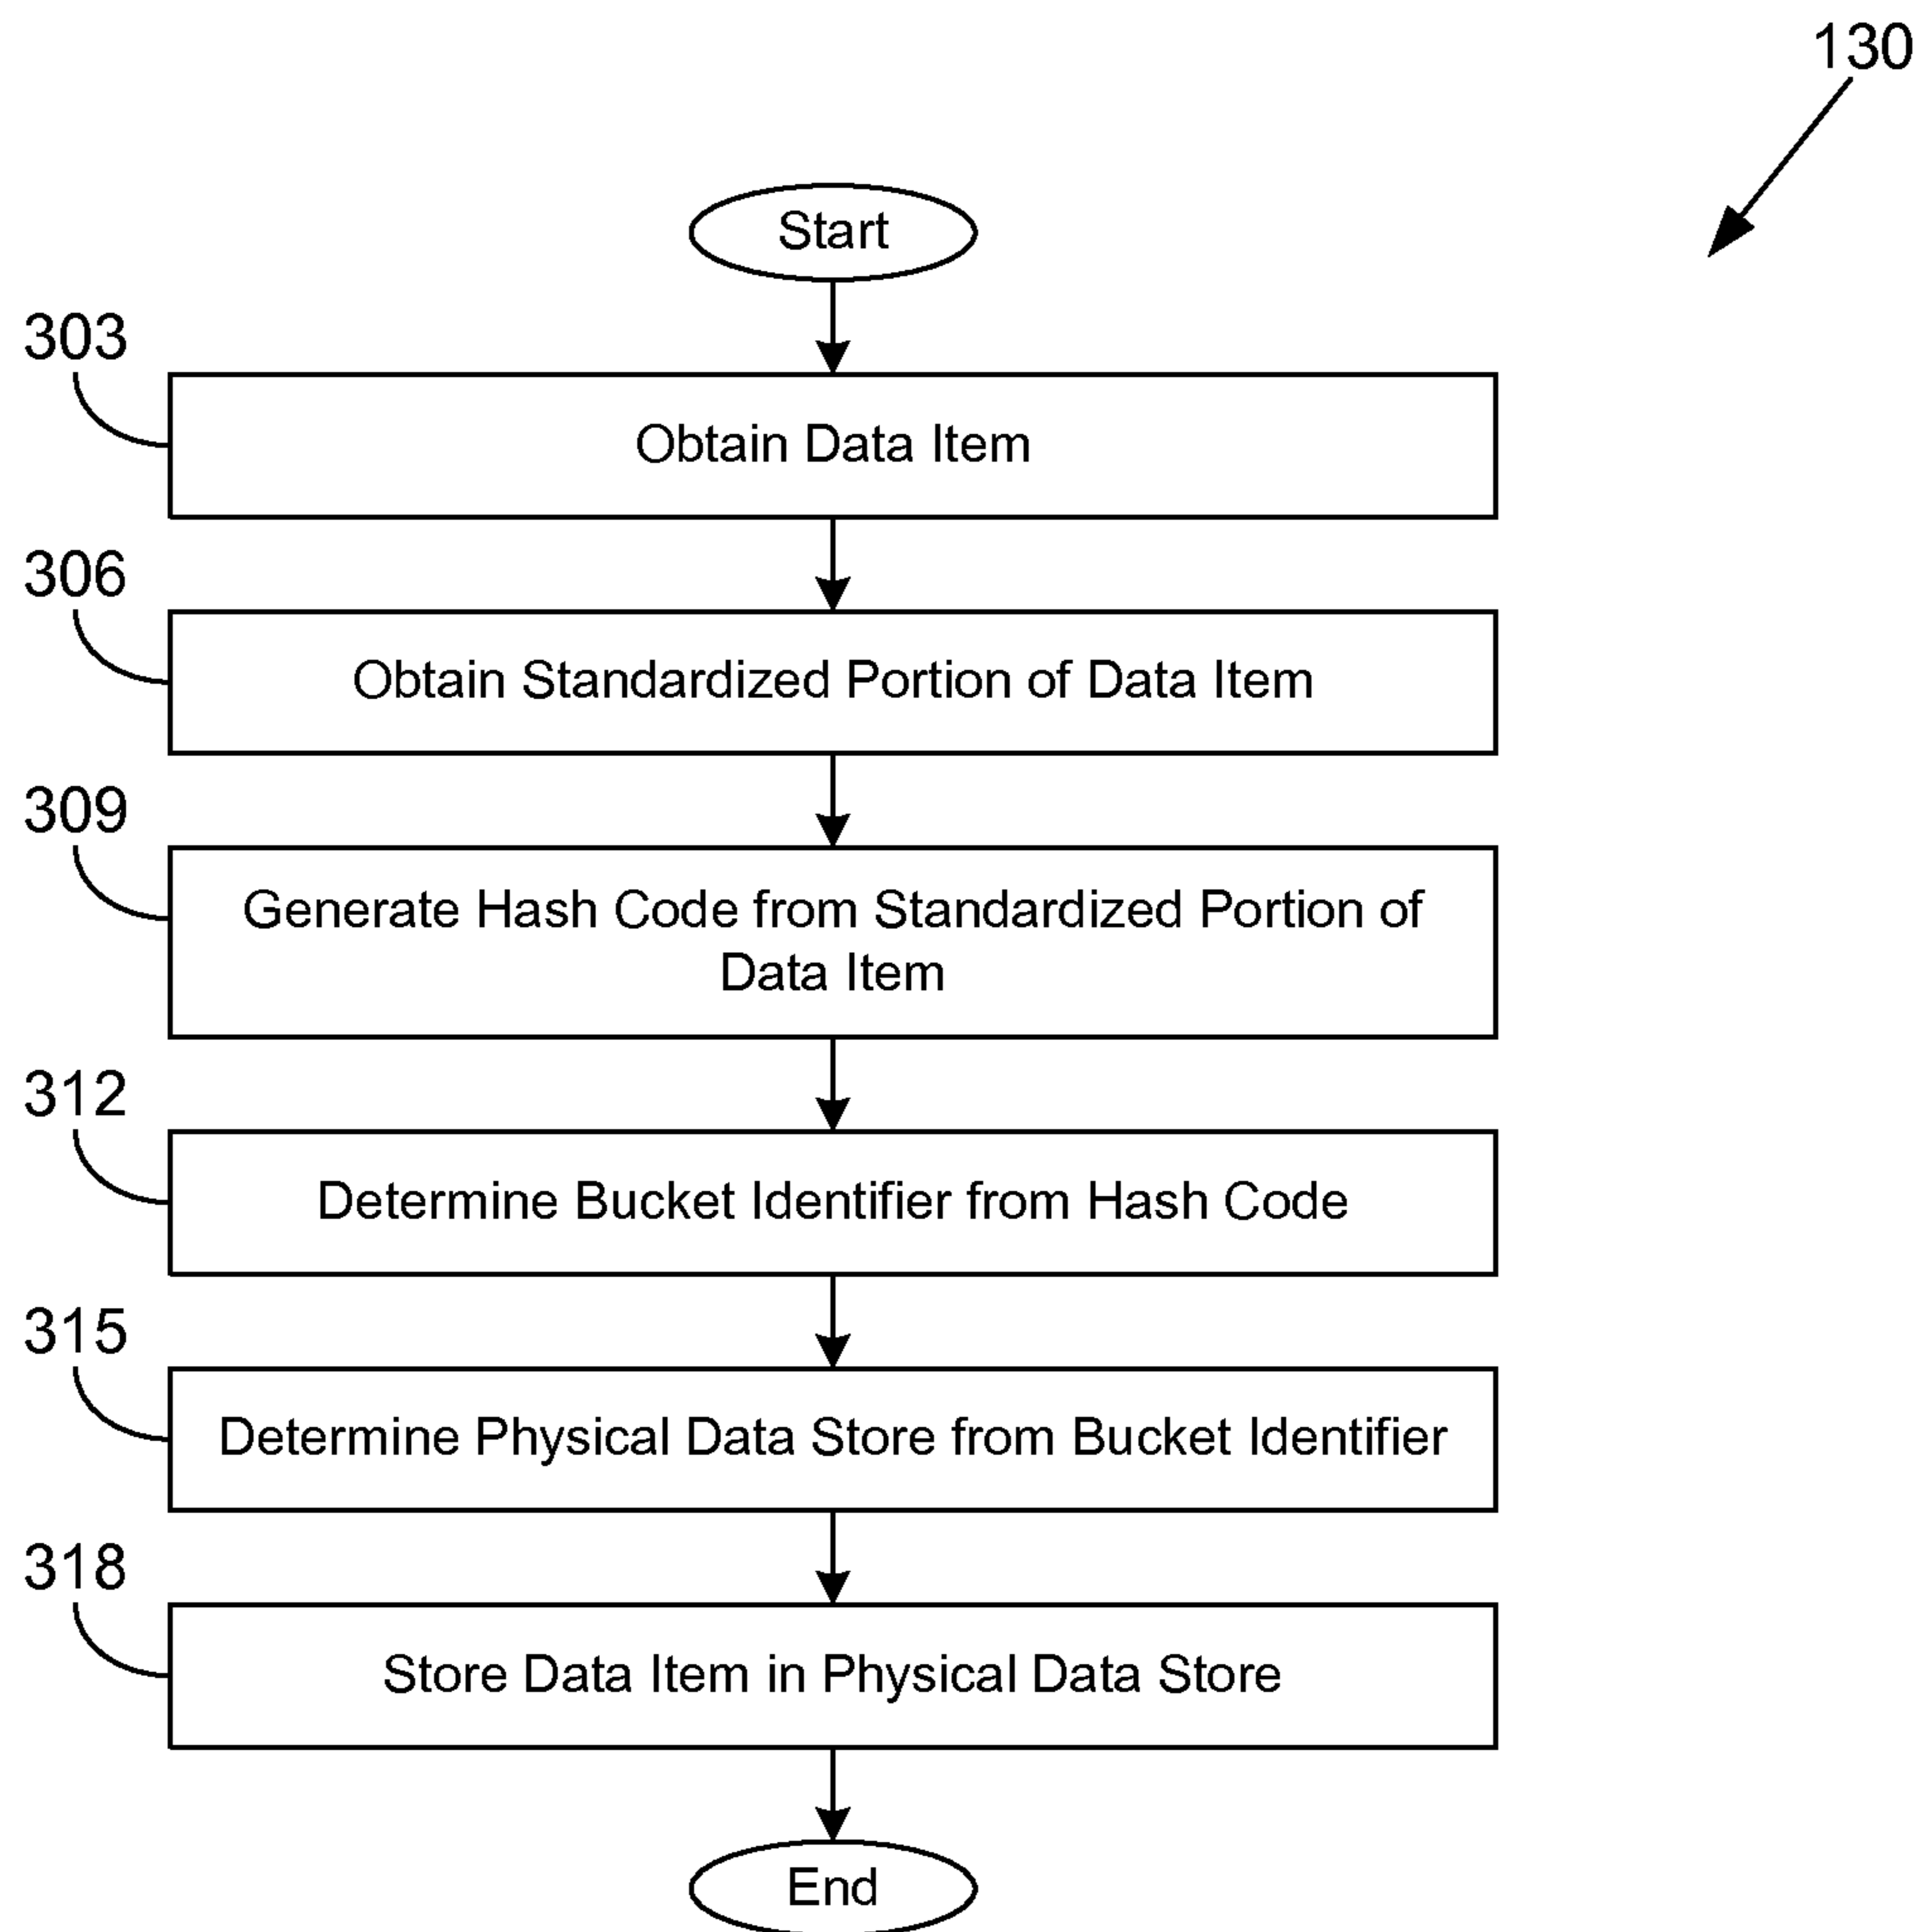 130
Start
303
Obtain Data Item
306
Obtain Standardized Portion of Data Item
309
Generate Hash Code from Standardized Portion of
Data Item
312
Determine Bucket Identifier from Hash Code
315
Determine Physical Data Store from Bucket Identifier
318
Store Data Item in Physical Data Store
End